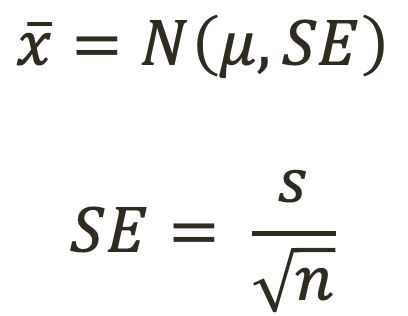 x̄ = N(μ, SE)
SE = s / √n